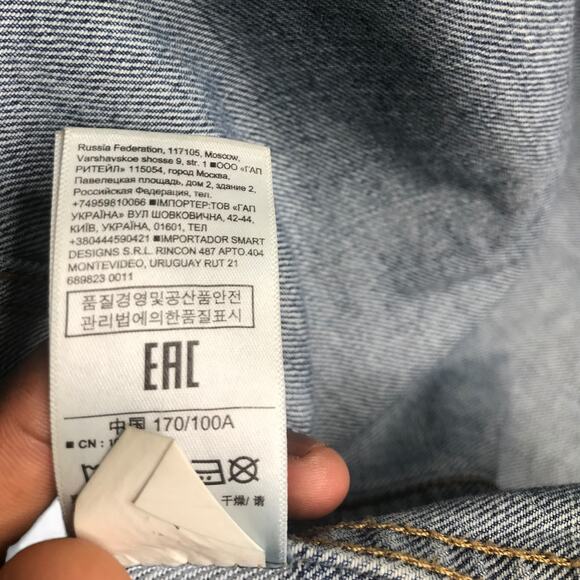 Russia Federation, 117105, Moscow,
Varshavskoe shosse 9, str. 1 ■ООО «ГАП
РИТЕЙЛ» 115054, город Москва,
Павелецкая площадь, дом 2, здание 2,
Российская Федерация, тел.
+74959810066 ■ІМПОРТЕР:ТОВ «ГАП
УКРАЇНА» ВУЛ ШОВКОВИЧНА, 42-44,
КИЇВ, УКРАЇНА, 01601, ТЕЛ
+380444590421 ■IMPORTADOR SMART
DESIGNS S.R.L. RINCON 487 APTO.404
MONTEVIDEO, URUGUAY RUT 21
689823 0011
품질경영및공산품안전
관리법에의한품질표시
EAC
中国 170/100A
■ CN :
干燥/ 请